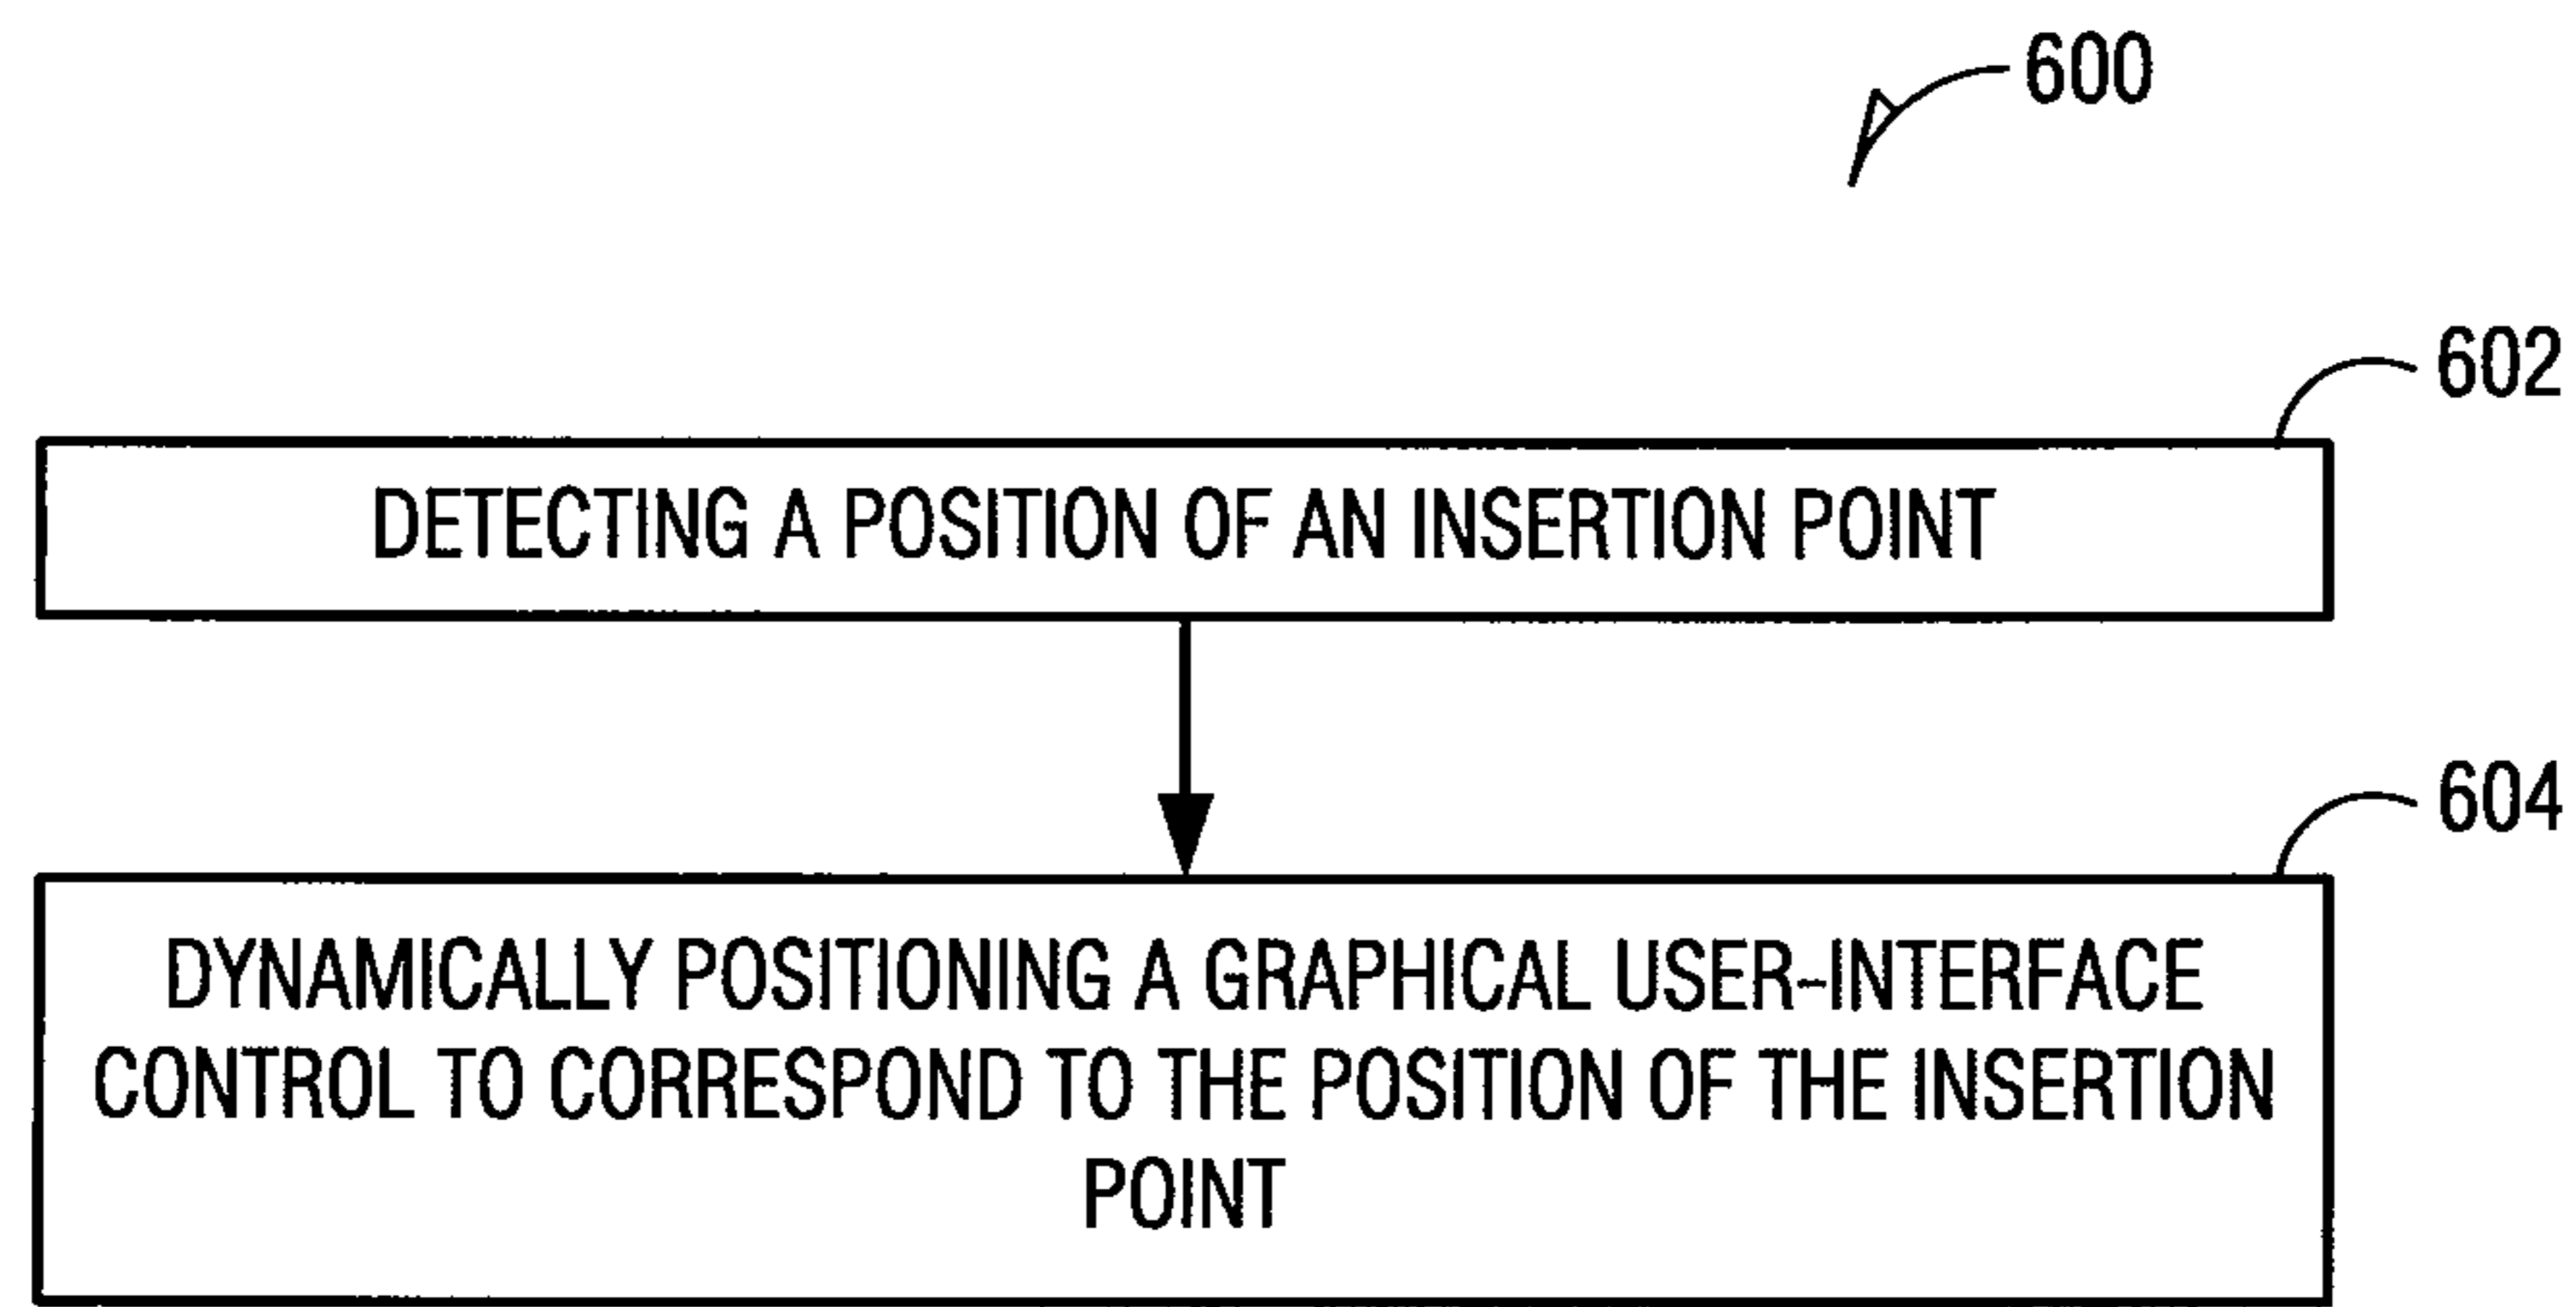 600
602
DETECTING A POSITION OF AN INSERTION POINT
604
DYNAMICALLY POSITIONING A GRAPHICAL USER-INTERFACE
CONTROL TO CORRESPOND TO THE POSITION OF THE INSERTION
POINT